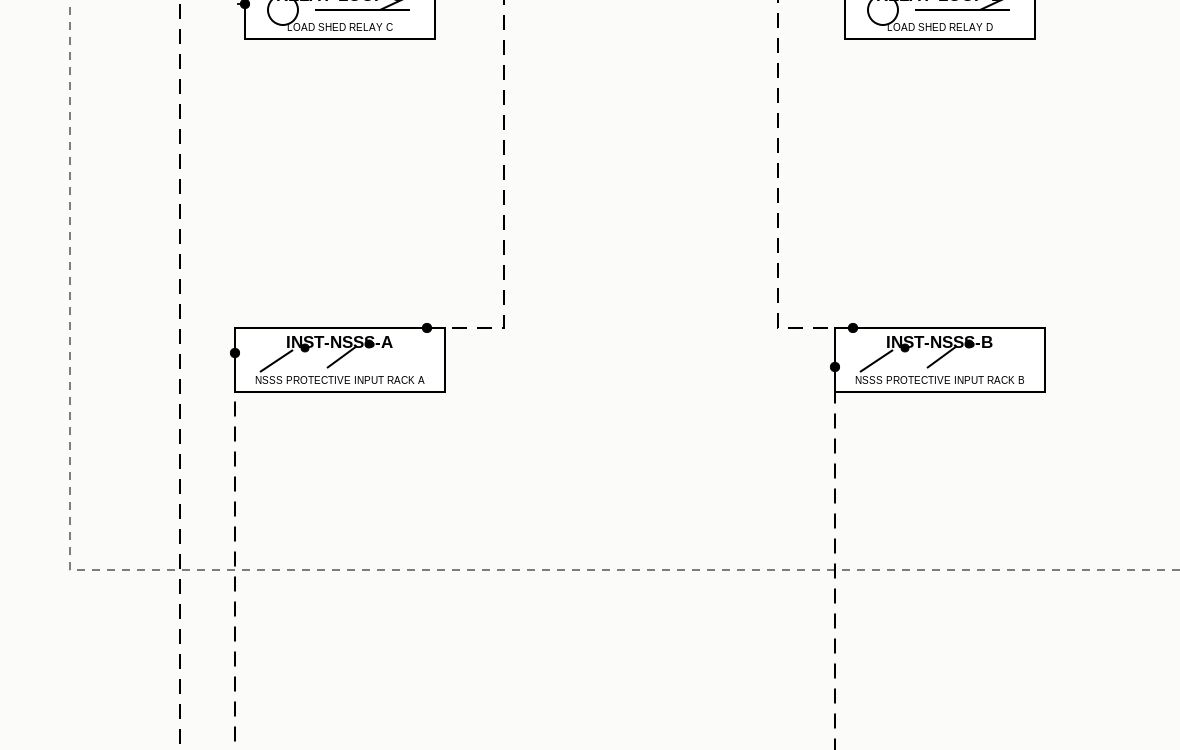 LOAD SHED RELAY C
LOAD SHED RELAY D
INST-NSSS-A
NSSS PROTECTIVE INPUT RACK A
INST-NSSS-B
NSSS PROTECTIVE INPUT RACK B